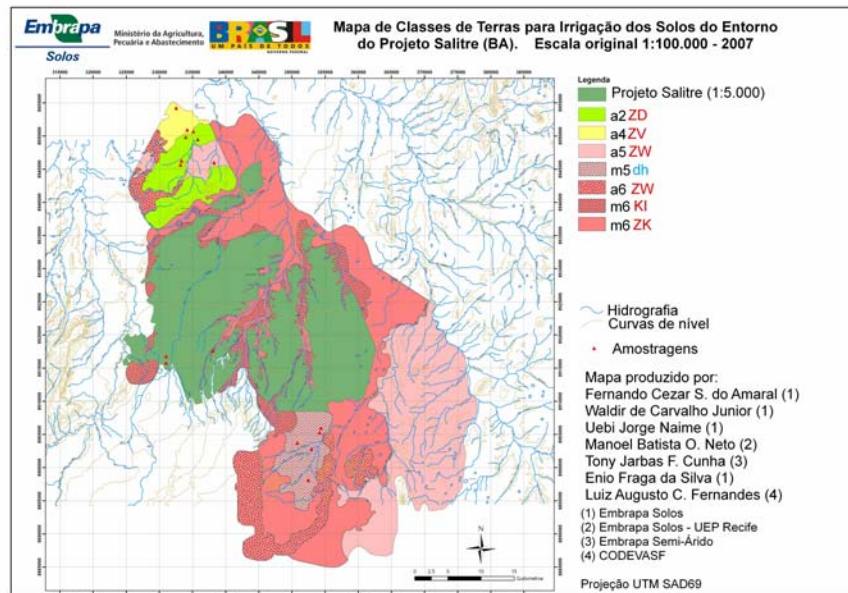 Embrapa
Solos
Ministério da Agricultura,
Pecuária e Abastecimento
BRASIL
UM PAÍS DE TODOS
GOVERNO FEDERAL
Mapa de Classes de Terras para Irrigação dos Solos do Entorno
do Projeto Salitre (BA). Escala original 1:100.000 - 2007
Legenda
Projeto Salitre (1:5.000)
a2 ZD
a4 ZV
a5 ZW
m5 dh
a6 ZW
m6 KI
m6 ZK
Hidrografia
Curvas de nível
Amostragens
Mapa produzido por:
Fernando Cezar S. do Amaral (1)
Waldir de Carvalho Junior (1)
Uebi Jorge Naime (1)
Manoel Batista O. Neto (2)
Tony Jarbas F. Cunha (3)
Enio Fraga da Silva (1)
Luiz Augusto C. Fernandes (4)
(1) Embrapa Solos
(2) Embrapa Solos - UEP Recife
(3) Embrapa Semi-Árido
(4) CODEVASF
Projeção UTM SAD69
N